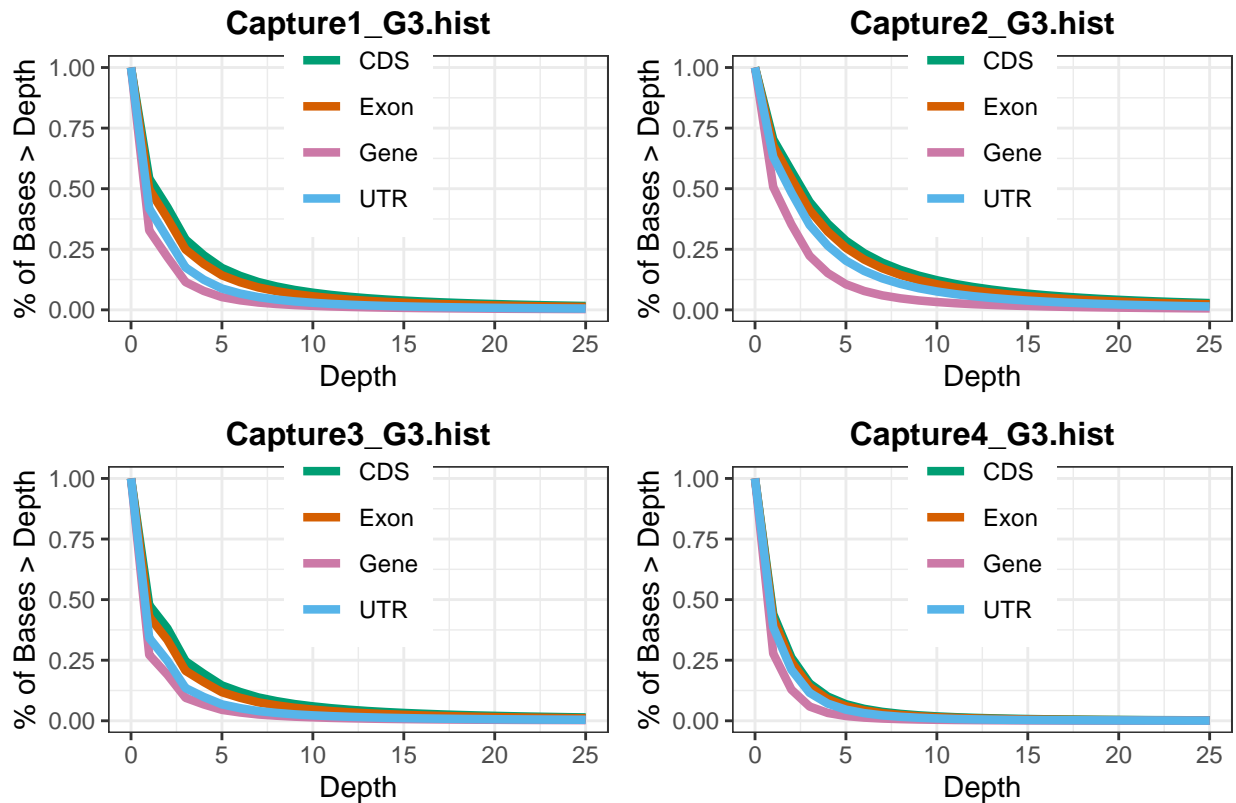 Capture1_G3.hist
% of Bases > Depth
1.00
0.75
0.50
0.25
0.00
CDS
Exon
Gene
UTR
0 5 10 15 20 25
Depth
Capture2_G3.hist
% of Bases > Depth
1.00
0.75
0.50
0.25
0.00
CDS
Exon
Gene
UTR
0 5 10 15 20 25
Depth
Capture3_G3.hist
% of Bases > Depth
1.00
0.75
0.50
0.25
0.00
CDS
Exon
Gene
UTR
0 5 10 15 20 25
Depth
Capture4_G3.hist
% of Bases > Depth
1.00
0.75
0.50
0.25
0.00
CDS
Exon
Gene
UTR
0 5 10 15 20 25
Depth